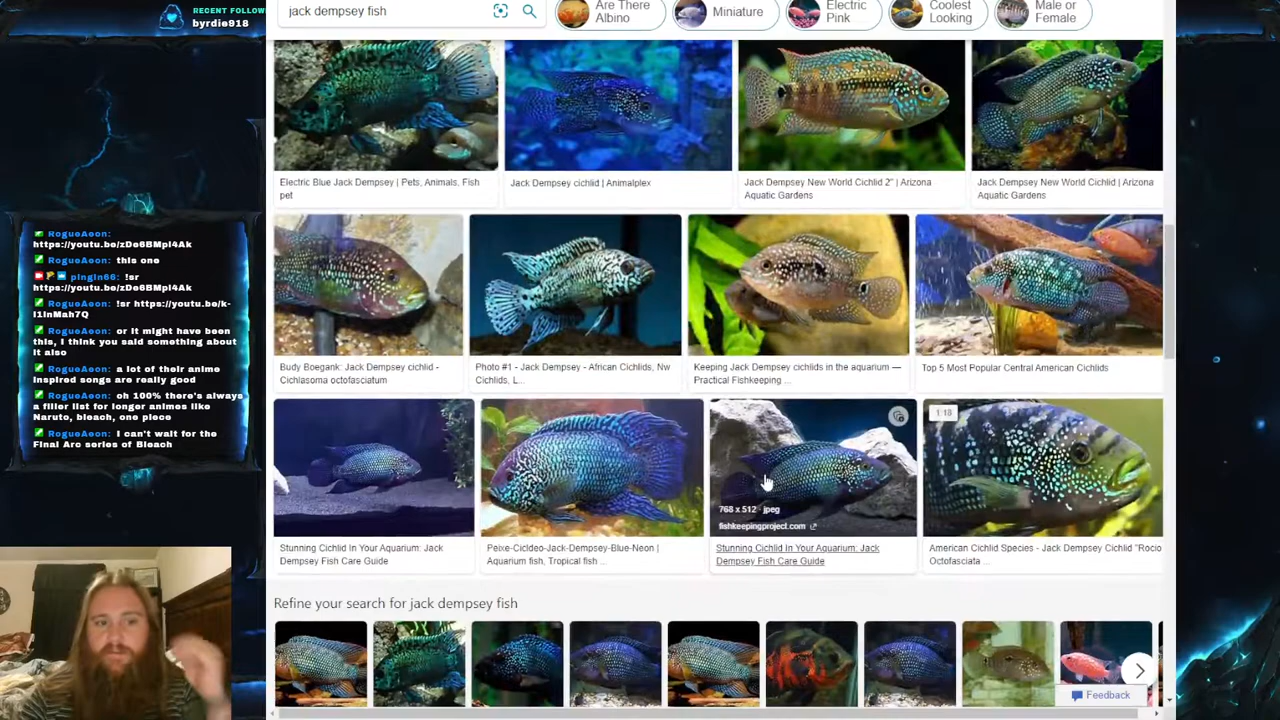 RECENT FOLLOW
byrdie918
jack dempsey fish
Are There
Albino
Miniature
Electric
Pink
Coolest
Looking
Male or
Female
Electric Blue Jack Dempsey | Pets, Animals, Fish
pet
Jack Dempsey cichlid | Animalplex
Jack Dempsey New World Cichlid 2" | Arizona
Aquatic Gardens
Jack Dempsey New World Cichlid | Arizona
Aquatic Gardens
RogueAeon:
https://youtu.be/zDe6BMpl4Ak
RogueAeon: this one
pingin66: !sr
https://youtu.be/zDe6BMpl4Ak
RogueAeon: !sr https://youtu.be/k-
I1InMah7Q
RogueAeon: or it might have been
this, I think you said something about
it also
RogueAeon: a lot of their anime
inspired songs are really good
RogueAeon: oh 100% there's always
a filler list for longer animes like
Naruto, bleach, one piece
RogueAeon: I can't wait for the
Final Arc series of Bleach
Budy Boegank: Jack Dempsey cichlid -
Cichlasoma octofasciatum
Photo #1 - Jack Dempsey - African Cichlids, Nw
Cichlids, L...
Keeping Jack Dempsey cichlids in the aquarium —
Practical Fishkeeping ...
Top 5 Most Popular Central American Cichlids
1:18
768 x 512 · jpeg
fishkeepingproject.com
Stunning Cichlid In Your Aquarium: Jack
Dempsey Fish Care Guide
Peixe-Cicldeo-Jack-Dempsey-Blue-Neon |
Aquarium fish, Tropical fish ...
Stunning Cichlid In Your Aquarium: Jack
Dempsey Fish Care Guide
American Cichlid Species - Jack Dempsey Cichlid "Rocio
Octofasciata ...
Refine your search for jack dempsey fish
Feedback